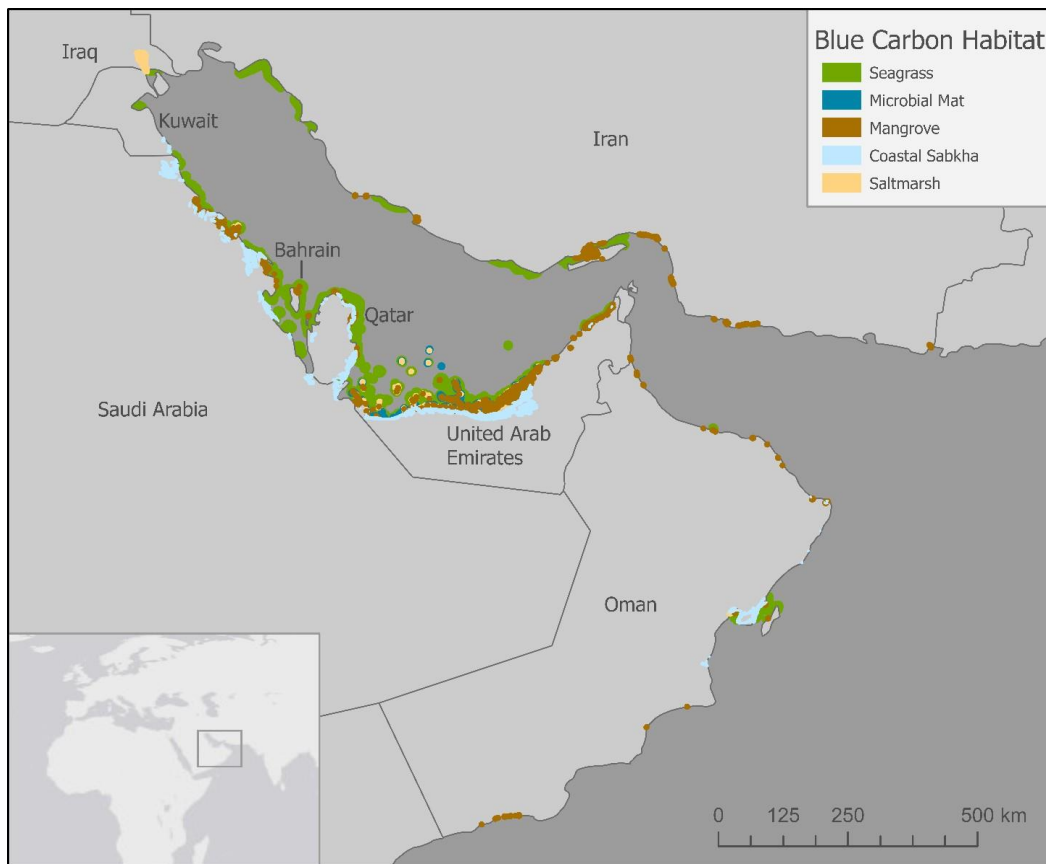 Blue Carbon Habitat
Seagrass
Microbial Mat
Mangrove
Coastal Sabkha
Saltmarsh
Iraq
Kuwait
Iran
Bahrain
Qatar
Saudi Arabia
United Arab
Emirates
Oman
0 125 250 500 km